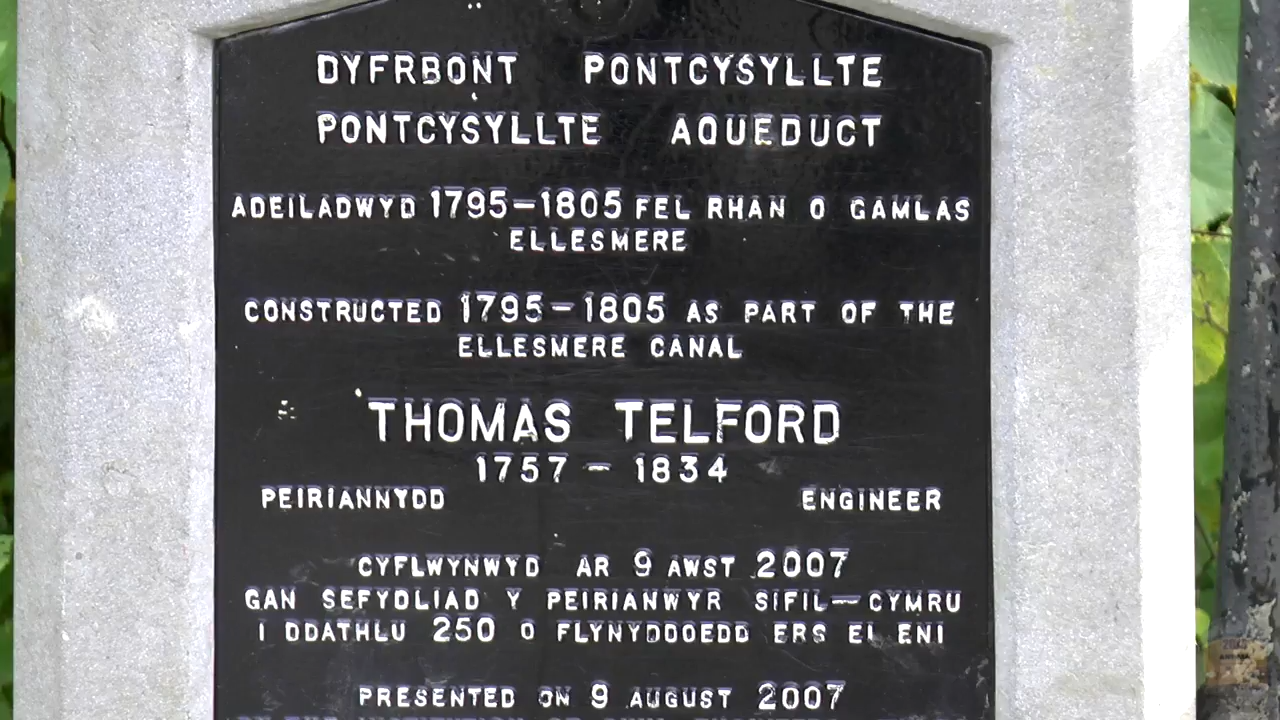 DYFRBONT PONTCYSYLLTE
PONTCYSYLLTE AQUEDUCT
ADEILADWYD 1795-1805 FEL RHAN O GAMLAS
ELLESMERE
CONSTRUCTED 1795-1805 AS PART OF THE
ELLESMERE CANAL
THOMAS TELFORD
1757-1834
PEIRIANNYDD ENGINEER
CYFLWYNWYD AR 9 AWST 2007
GAN SEFYDLIAD Y PEIRIANWYR SIFIL-CYMRU
I DDATHLU 250 O FLYNYDDOEDD ERS EI ENI
PRESENTED ON 9 AUGUST 2007